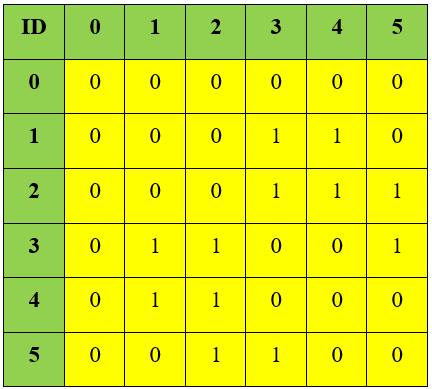 ID 0 1 2 3 4 5
0 0 0 0 0 0 0
1 0 0 0 1 1 0
2 0 0 0 1 1 1
3 0 1 1 0 0 1
4 0 1 1 0 0 0
5 0 0 1 1 0 0